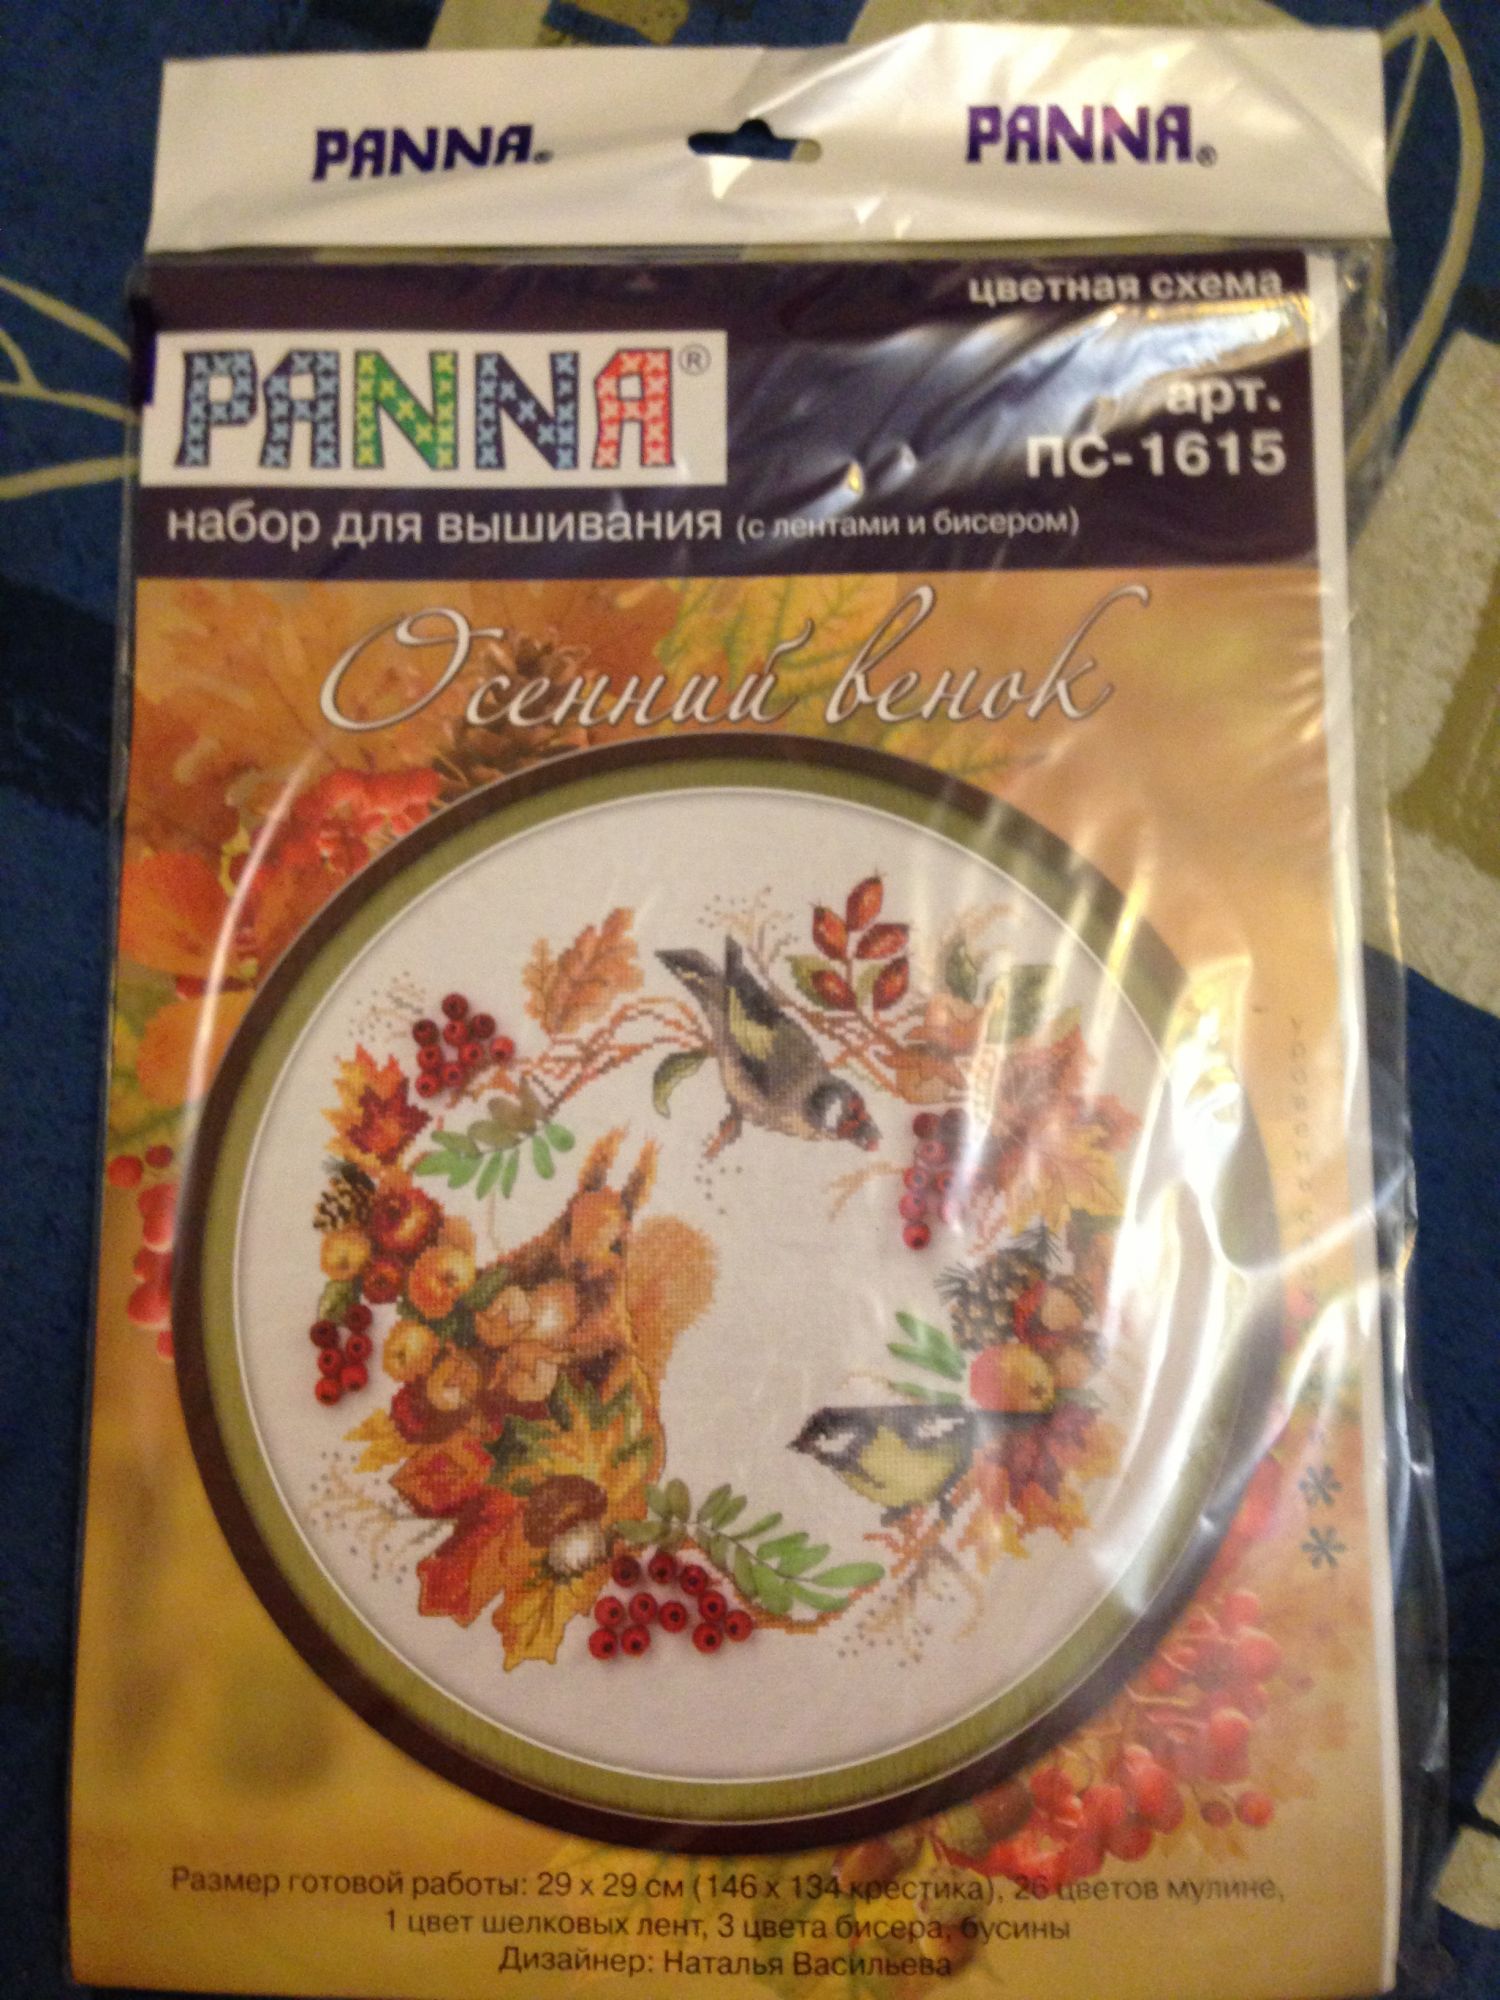 PANNA® PANNA®
цветная схема
PANNA®
арт.
ПС-1615
набор для вышивания (с лентами и бисером)
Осенний венок
Размер готовой работы: 29 x 29 см (146 x 134 крестика), 26 цветов мулине,
1 цвет шелковых лент, 3 цвета бисера, бусины
Дизайнер: Наталья Васильева